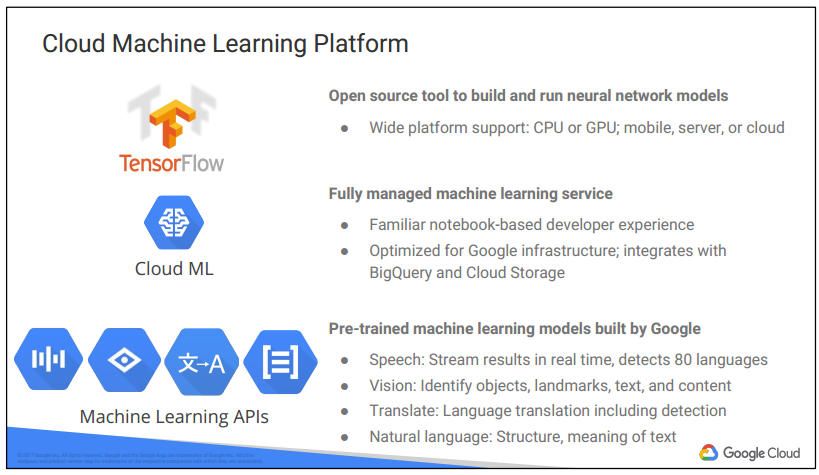 Cloud Machine Learning Platform
TensorFlow
Open source tool to build and run neural network models
● Wide platform support: CPU or GPU; mobile, server, or cloud
Cloud ML
Fully managed machine learning service
● Familiar notebook-based developer experience
● Optimized for Google infrastructure; integrates with
BigQuery and Cloud Storage
文→A
Machine Learning APIs
Pre-trained machine learning models built by Google
● Speech: Stream results in real time, detects 80 languages
● Vision: Identify objects, landmarks, text, and content
● Translate: Language translation including detection
● Natural language: Structure, meaning of text
Google Cloud